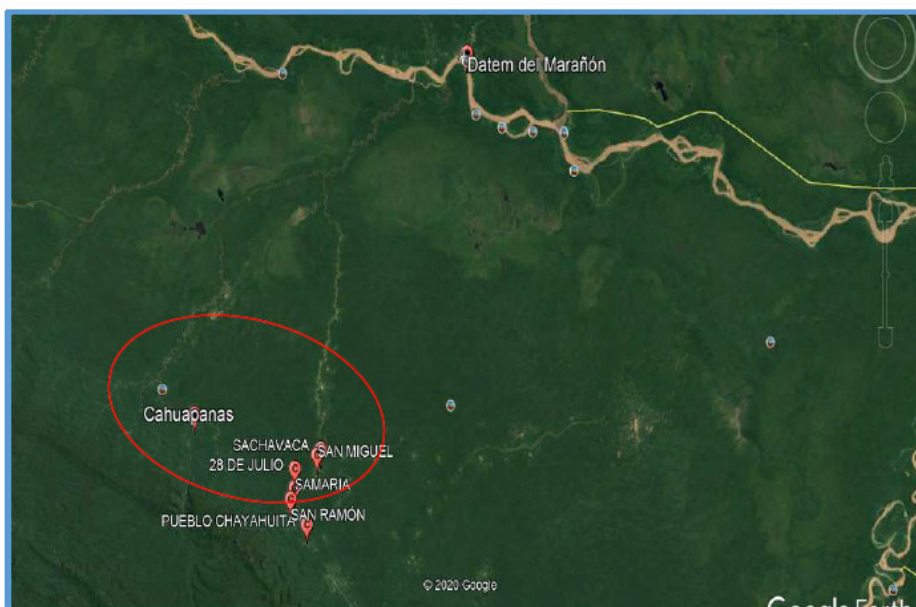 Datem del Marañón
Cahuapanas
SACHAVACA
SAN MIGUEL
28 DE JULIO
SAMARIA
SAN RAMÓN
PUEBLO CHAYAHUITA
© 2020 Google
Google Earth